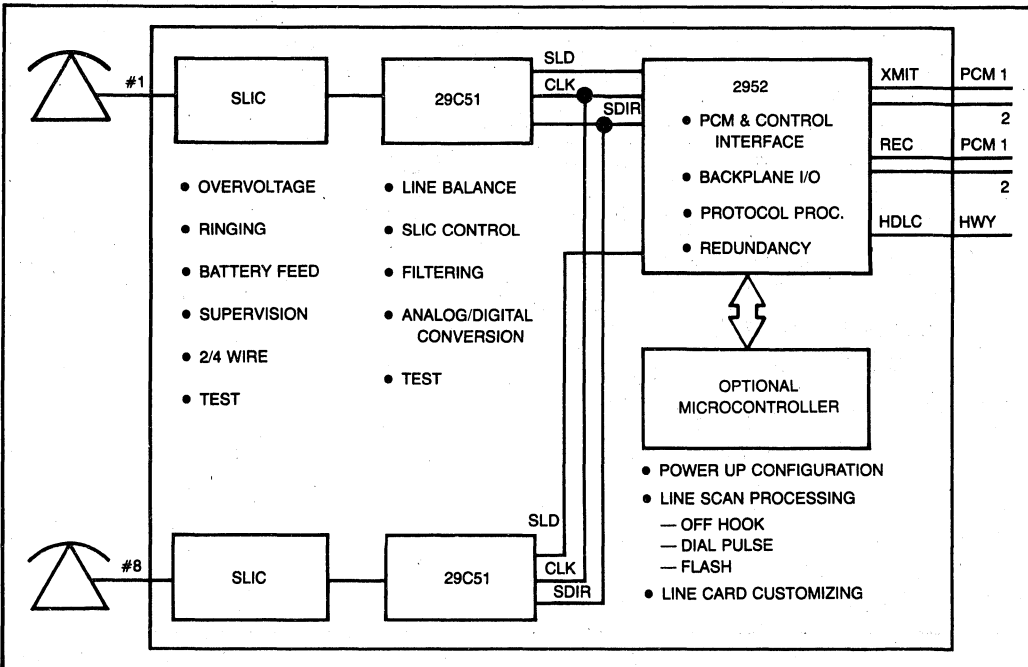 #1
SLIC
• OVERVOLTAGE
• RINGING
• BATTERY FEED
• SUPERVISION
• 2/4 WIRE
• TEST
29C51
• LINE BALANCE
• SLIC CONTROL
• FILTERING
• ANALOG/DIGITAL
CONVERSION
• TEST
SLD
CLK
SDIR
2952
• PCM & CONTROL
INTERFACE
• BACKPLANE I/O
• PROTOCOL PROC.
• REDUNDANCY
XMIT PCM 1
2
REC PCM 1
2
HDLC HWY
OPTIONAL
MICROCONTROLLER
• POWER UP CONFIGURATION
• LINE SCAN PROCESSING
— OFF HOOK
— DIAL PULSE
— FLASH
• LINE CARD CUSTOMIZING
#8
SLIC
29C51
SLD
CLK
SDIR